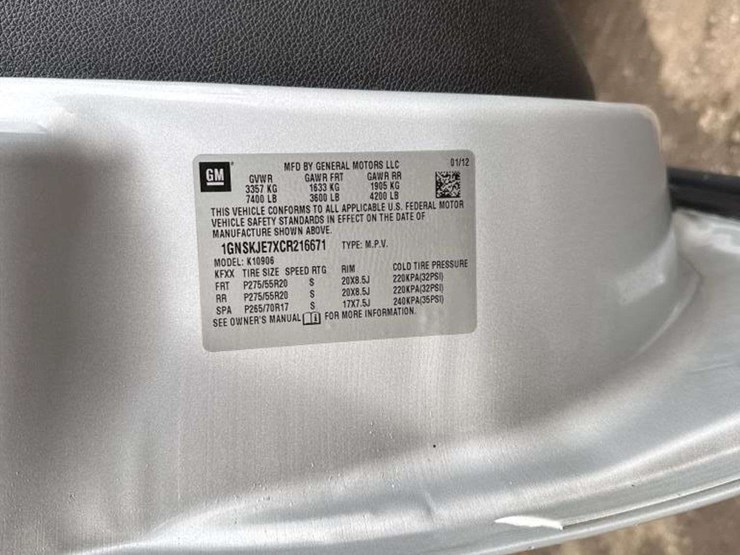 GM
MFD BY GENERAL MOTORS LLC 01/12
GVWR GAWR FRT GAWR RR
3357 KG 1633 KG 1905 KG
7400 LB 3600 LB 4200 LB
THIS VEHICLE CONFORMS TO ALL APPLICABLE U.S. FEDERAL MOTOR
VEHICLE SAFETY STANDARDS IN EFFECT ON THE DATE OF
MANUFACTURE SHOWN ABOVE.
1GNSKJE7XCR216671 TYPE: M.P.V.
MODEL: K10906
KFXX TIRE SIZE SPEED RTG RIM COLD TIRE PRESSURE
FRT P275/55R20 S 20X8.5J 220KPA(32PSI)
RR P275/55R20 S 20X8.5J 220KPA(32PSI)
SPA P265/70R17 S 17X7.5J 240KPA(35PSI)
SEE OWNER'S MANUAL i FOR MORE INFORMATION.